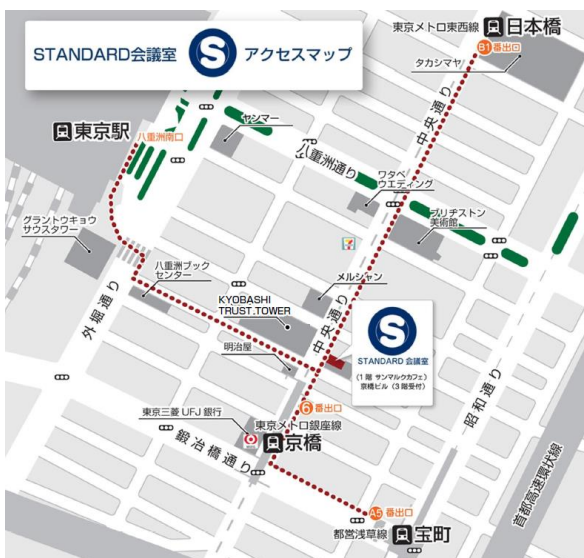 STANDARD会議室 S アクセスマップ
東京メトロ東西線 日本橋
B1番出口
タカシマヤ
東京駅
八重洲南口
ヤンマー
中央通り
八重洲通り
ワタベ
ウエディング
ブリヂストン
美術館
グラントウキョウ
サウスタワー
八重洲ブック
センター
メルシャン
外堀通り
KYOBASHI
TRUST.TOWER
中央通り
S
STANDARD 会議室
(1階 サンマルクカフェ)
京橋ビル (3階受付)
明治屋
昭和通り
6番出口
東京三菱 UFJ 銀行
東京メトロ銀座線
京橋
鍛冶橋通り
首都高速環状線
A5番出口
都営浅草線 宝町